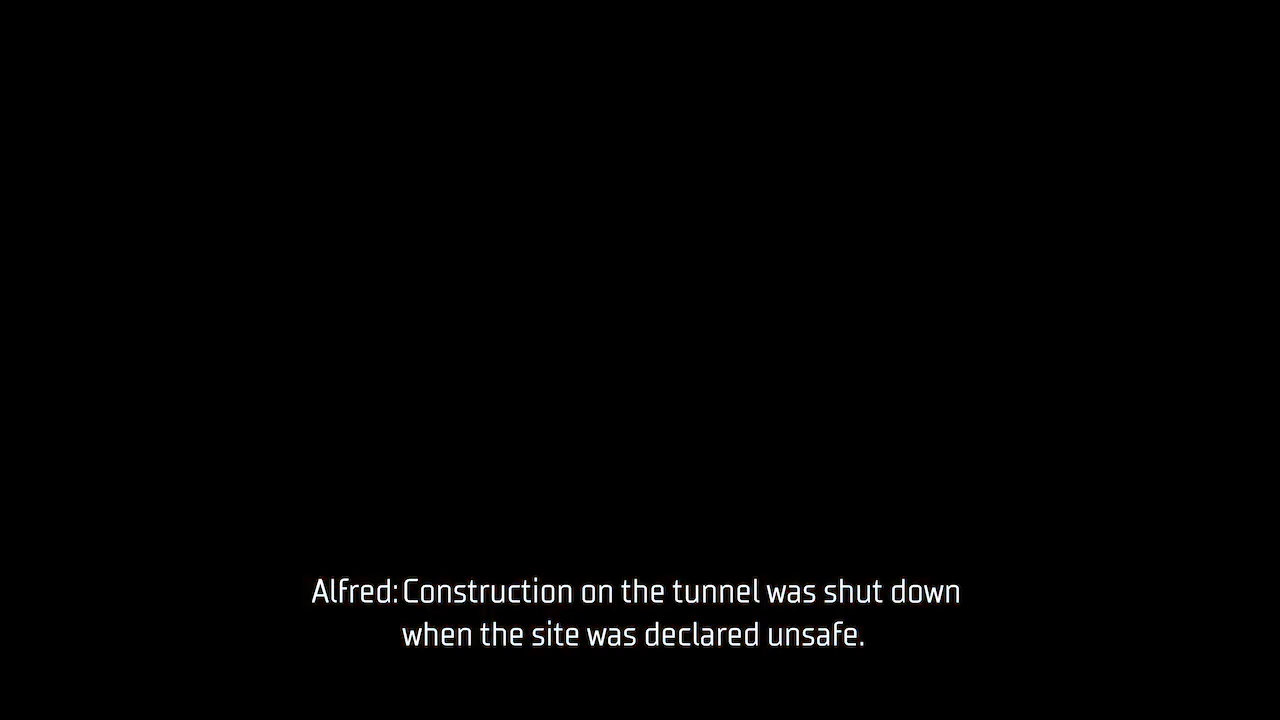 Alfred: Construction on the tunnel was shut down
when the site was declared unsafe.